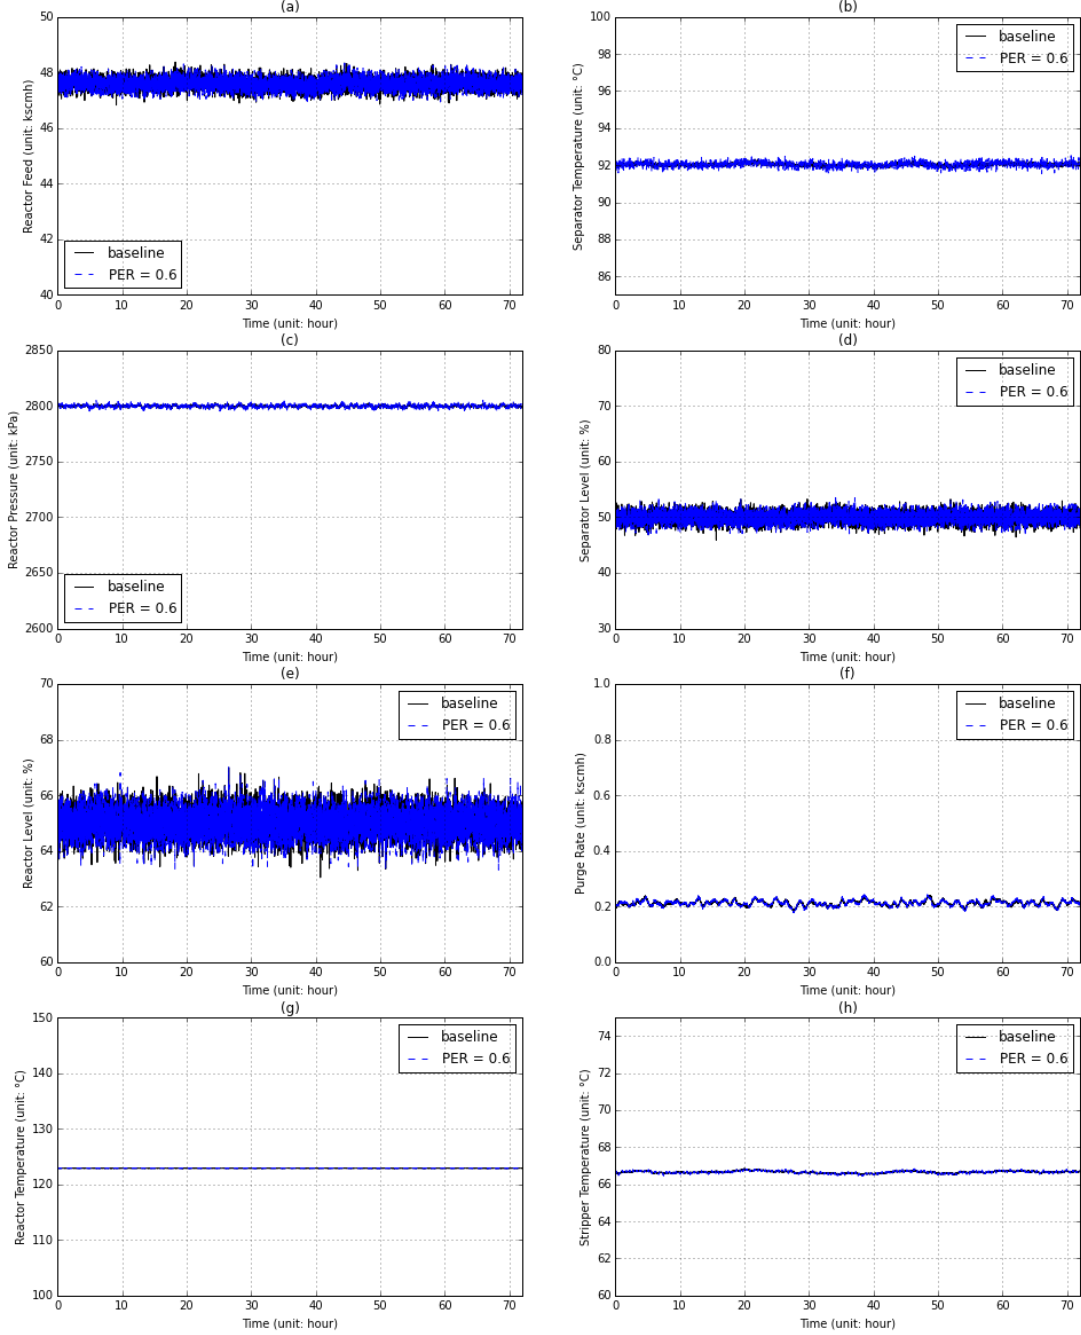 (a)
50
48
46
44
42
40
Reactor Feed (unit: kscmh)
baseline
PER = 0.6
0 10 20 30 40 50 60 70
Time (unit: hour)
(b)
100
98
96
94
92
90
88
86
Separator Temperature (unit: °C)
baseline
PER = 0.6
0 10 20 30 40 50 60 70
Time (unit: hour)
(c)
2850
2800
2750
2700
2650
2600
Reactor Pressure (unit: kPa)
baseline
PER = 0.6
0 10 20 30 40 50 60 70
Time (unit: hour)
(d)
80
70
60
50
40
30
Separator Level (unit: %)
baseline
PER = 0.6
0 10 20 30 40 50 60 70
Time (unit: hour)
(e)
70
68
66
64
62
60
Reactor Level (unit: %)
baseline
PER = 0.6
0 10 20 30 40 50 60 70
Time (unit: hour)
(f)
1.0
0.8
0.6
0.4
0.2
0.0
Purge Rate (unit: kscmh)
baseline
PER = 0.6
0 10 20 30 40 50 60 70
Time (unit: hour)
(g)
150
140
130
120
110
100
Reactor Temperature (unit: °C)
baseline
PER = 0.6
0 10 20 30 40 50 60 70
Time (unit: hour)
(h)
74
72
70
68
66
64
62
60
Stripper Temperature (unit: °C)
baseline
PER = 0.6
0 10 20 30 40 50 60 70
Time (unit: hour)